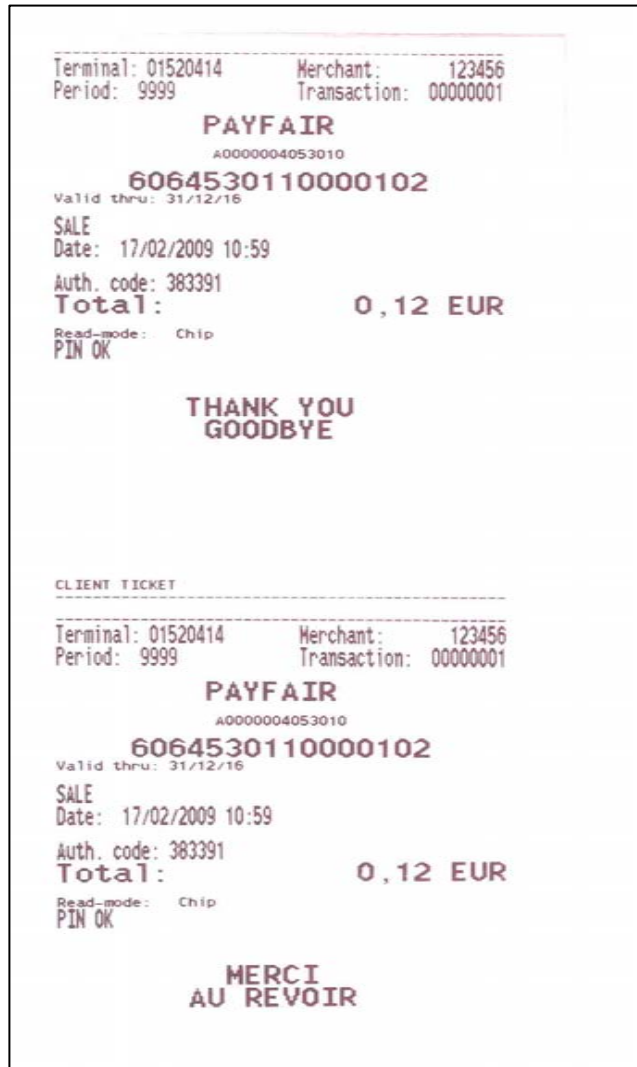 Terminal: 01520414 Merchant: 123456
Period: 9999 Transaction: 00000001
PAYFAIR
A0000004053010
6064530110000102
Valid thru: 31/12/16
SALE
Date: 17/02/2009 10:59
Auth. code: 383391
Total: 0,12 EUR
Read-mode: Chip
PIN OK
THANK YOU
GOODBYE
CLIENT TICKET
Terminal: 01520414 Merchant: 123456
Period: 9999 Transaction: 00000001
PAYFAIR
A0000004053010
6064530110000102
Valid thru: 31/12/16
SALE
Date: 17/02/2009 10:59
Auth. code: 383391
Total: 0,12 EUR
Read-mode: Chip
PIN OK
MERCI
AU REVOIR